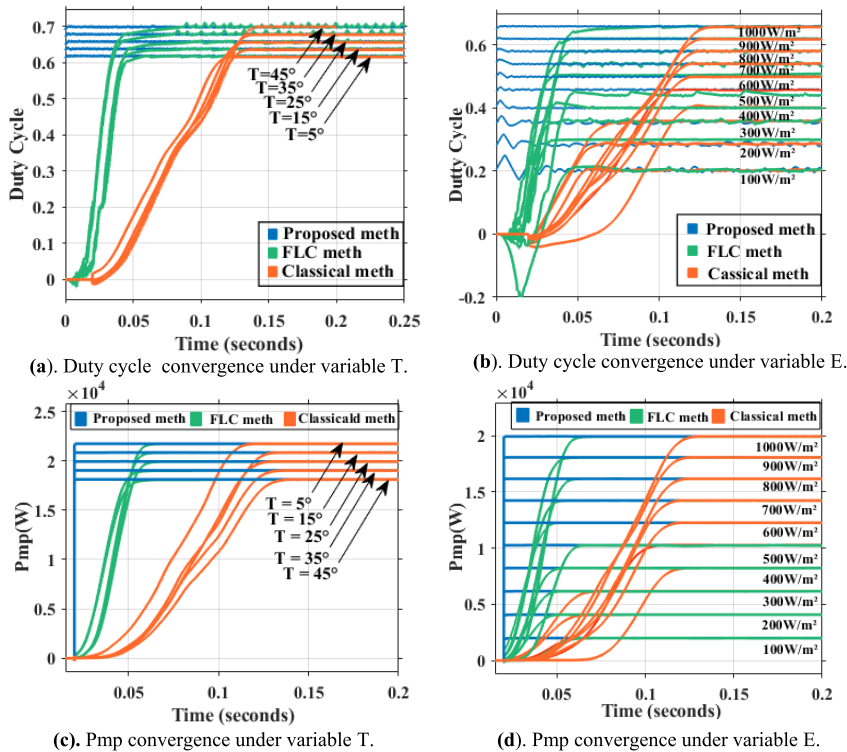 0.7
0.6
0.5
0.4
0.3
0.2
0.1
0
Duty Cycle
T=45°
T=35°
T=25°
T=15°
T=5°
Proposed meth
FLC meth
Classical meth
0 0.05 0.1 0.15 0.2 0.25
Time (seconds)
(a). Duty cycle convergence under variable T.
0.6
0.4
0.2
0
-0.2
Dutty Cycle
1000W/m²
900W/m²
800W/m²
700W/m²
600W/m²
500W/m²
400W/m²
300W/m²
200W/m²
100W/m²
Proposed meth
FLC meth
Cassical meth
0 0.05 0.1 0.15 0.2
Time (seconds)
(b). Duty cycle convergence under variable E.
×10⁴
2.5
2
1.5
1
0.5
0
Pmp(W)
Proposed meth FLC meth Classicald meth
T = 5°
T = 15°
T = 25°
T = 35°
T = 45°
0.05 0.1 0.15 0.2
Time (seconds)
(c). Pmp convergence under variable T.
×10⁴
2
1.5
1
0.5
0
Pmp(W)
Proposed meth FLC meth Classical meth
1000W/m²
900W/m²
800W/m²
700W/m²
600W/m²
500W/m²
400W/m²
300W/m²
200W/m²
100W/m²
0.05 0.1 0.15 0.2
Time (seconds)
(d). Pmp convergence under variable E.